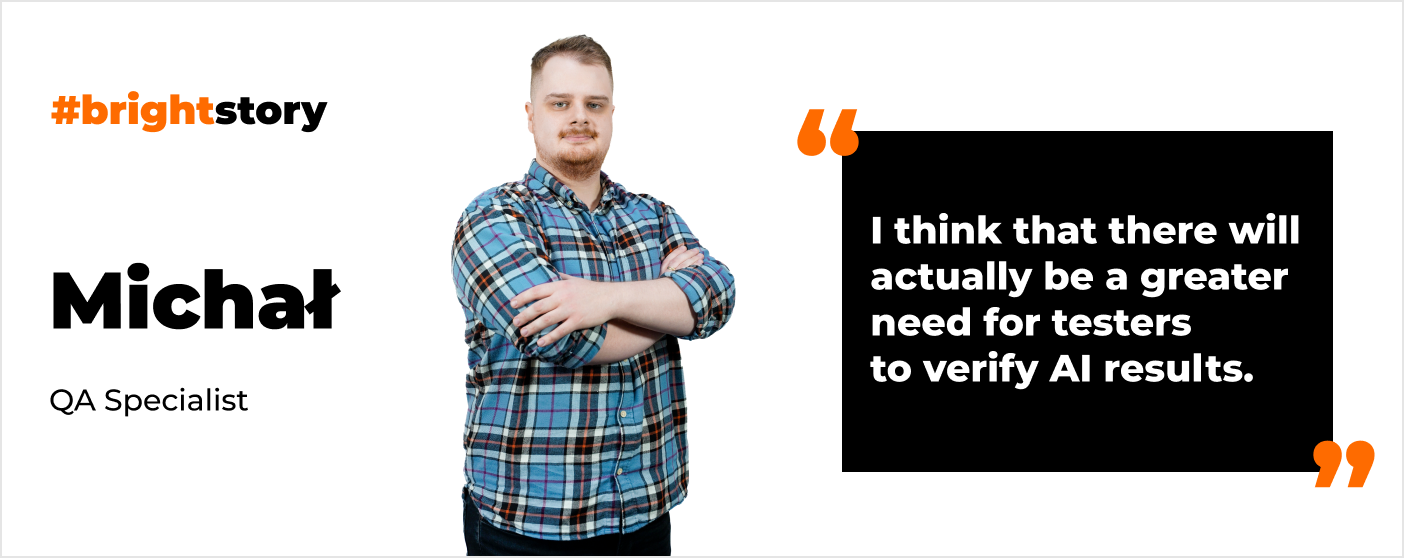 #brightstory
Michał
QA Specialist
“
I think that there will
actually be a greater
need for testers
to verify AI results.
”